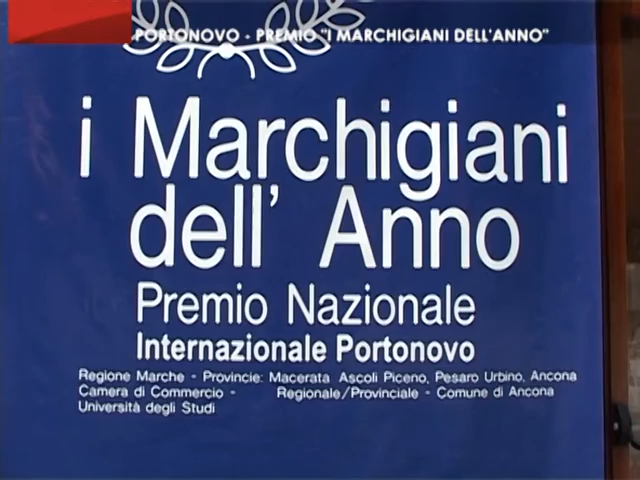 PORTONOVO - PREMIO "I MARCHIGIANI DELL'ANNO"
i Marchigiani
dell' Anno
Premio Nazionale
Internazionale Portonovo
Regione Marche - Provincie: Macerata Ascoli Piceno, Pesaro Urbino, Ancona
Camera di Commercio - Regionale/Provinciale - Comune di Ancona
Università degli Studi